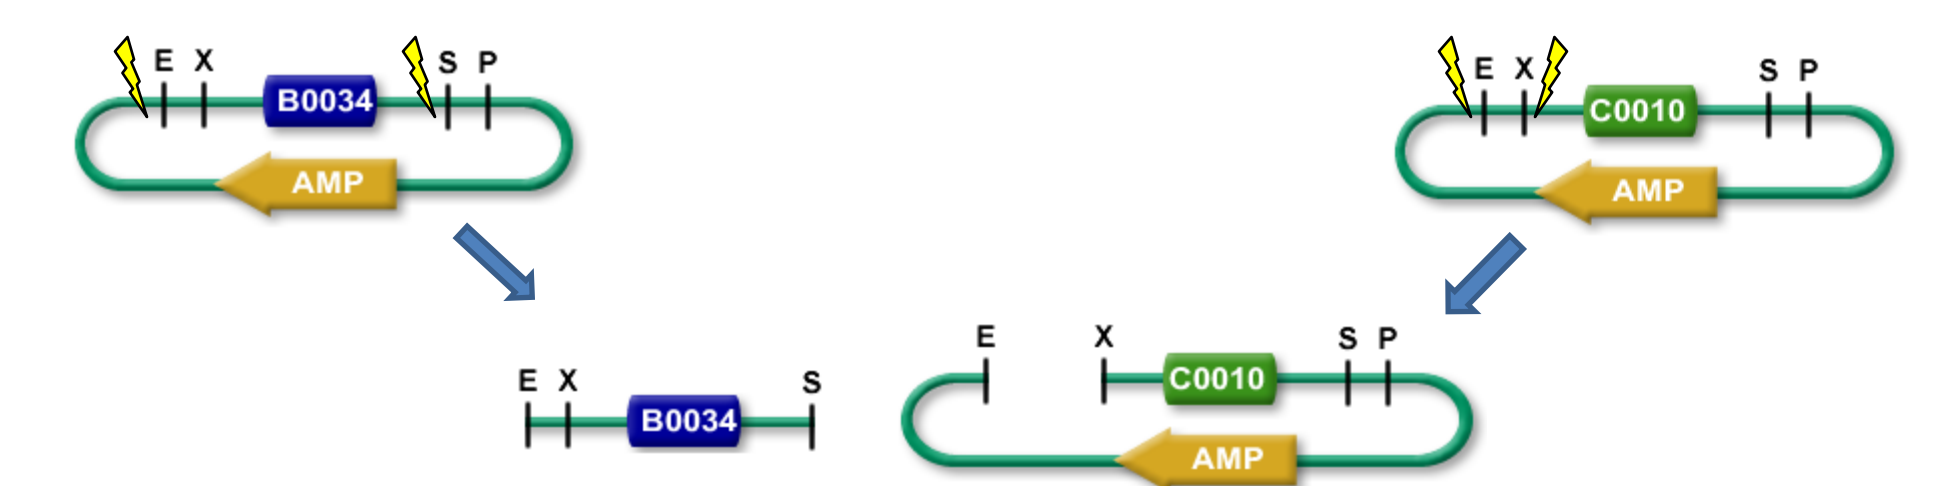 E X S P
B0034
AMP
E X S P
C0010
AMP
E X S
B0034
E X S P
C0010
AMP